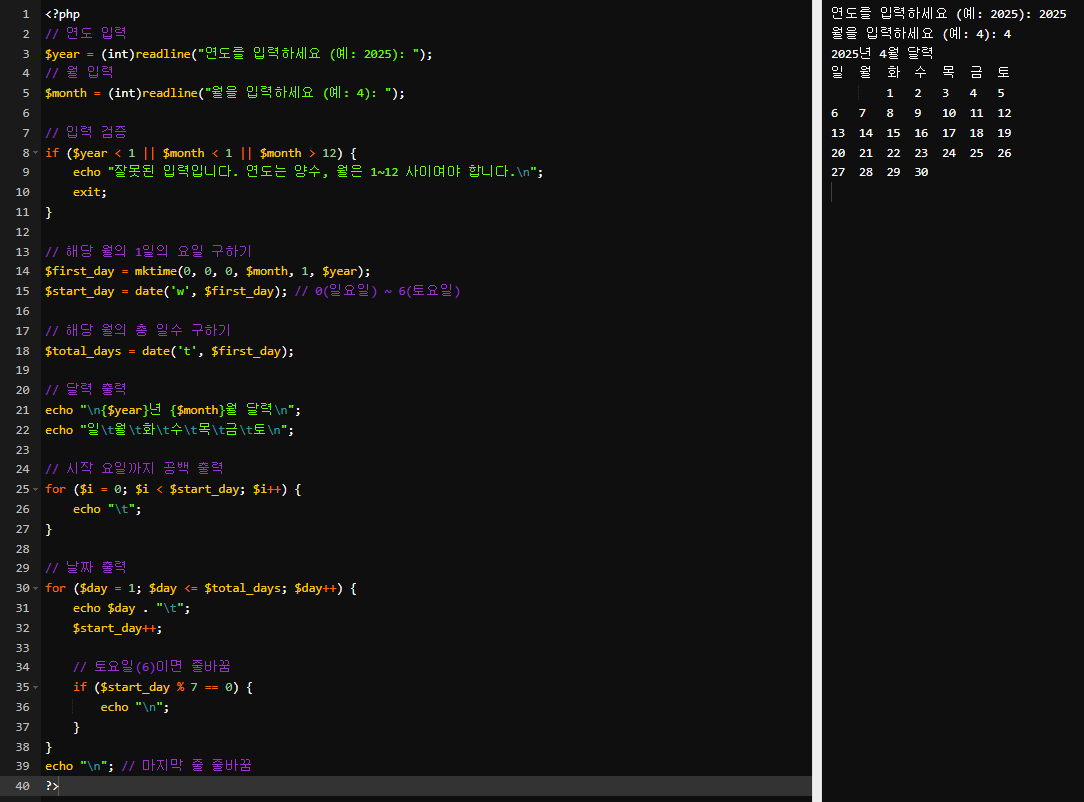 1 <?php
2 // 연도 입력
3 $year = (int)readline("연도를 입력하세요 (예: 2025): ");
4 // 월 입력
5 $month = (int)readline("월을 입력하세요 (예: 4): ");
6
7 // 입력 검증
8 if ($year < 1 || $month < 1 || $month > 12) {
9     echo "잘못된 입력입니다. 연도는 양수, 월은 1~12 사이여야 합니다.\n";
10     exit;
11 }
12
13 // 해당 월의 1일의 요일 구하기
14 $first_day = mktime(0, 0, 0, $month, 1, $year);
15 $start_day = date('w', $first_day); // 0(일요일) ~ 6(토요일)
16
17 // 해당 월의 총 일수 구하기
18 $total_days = date('t', $first_day);
19
20 // 달력 출력
21 echo "\n{$year}년 {$month}월 달력\n";
22 echo "일\t월\t화\t수\t목\t금\t토\n";
23
24 // 시작 요일까지 공백 출력
25 for ($i = 0; $i < $start_day; $i++) {
26     echo "\t";
27 }
28
29 // 날짜 출력
30 for ($day = 1; $day <= $total_days; $day++) {
31     echo $day . "\t";
32     $start_day++;
33
34     // 토요일(6)이면 줄바꿈
35     if ($start_day % 7 == 0) {
36         echo "\n";
37     }
38 }
39 echo "\n"; // 마지막 줄 줄바꿈
40 ?>
연도를 입력하세요 (예: 2025): 2025
월을 입력하세요 (예: 4): 4
2025년 4월 달력
일 월 화 수 목 금 토
1 2 3 4 5
6 7 8 9 10 11 12
13 14 15 16 17 18 19
20 21 22 23 24 25 26
27 28 29 30